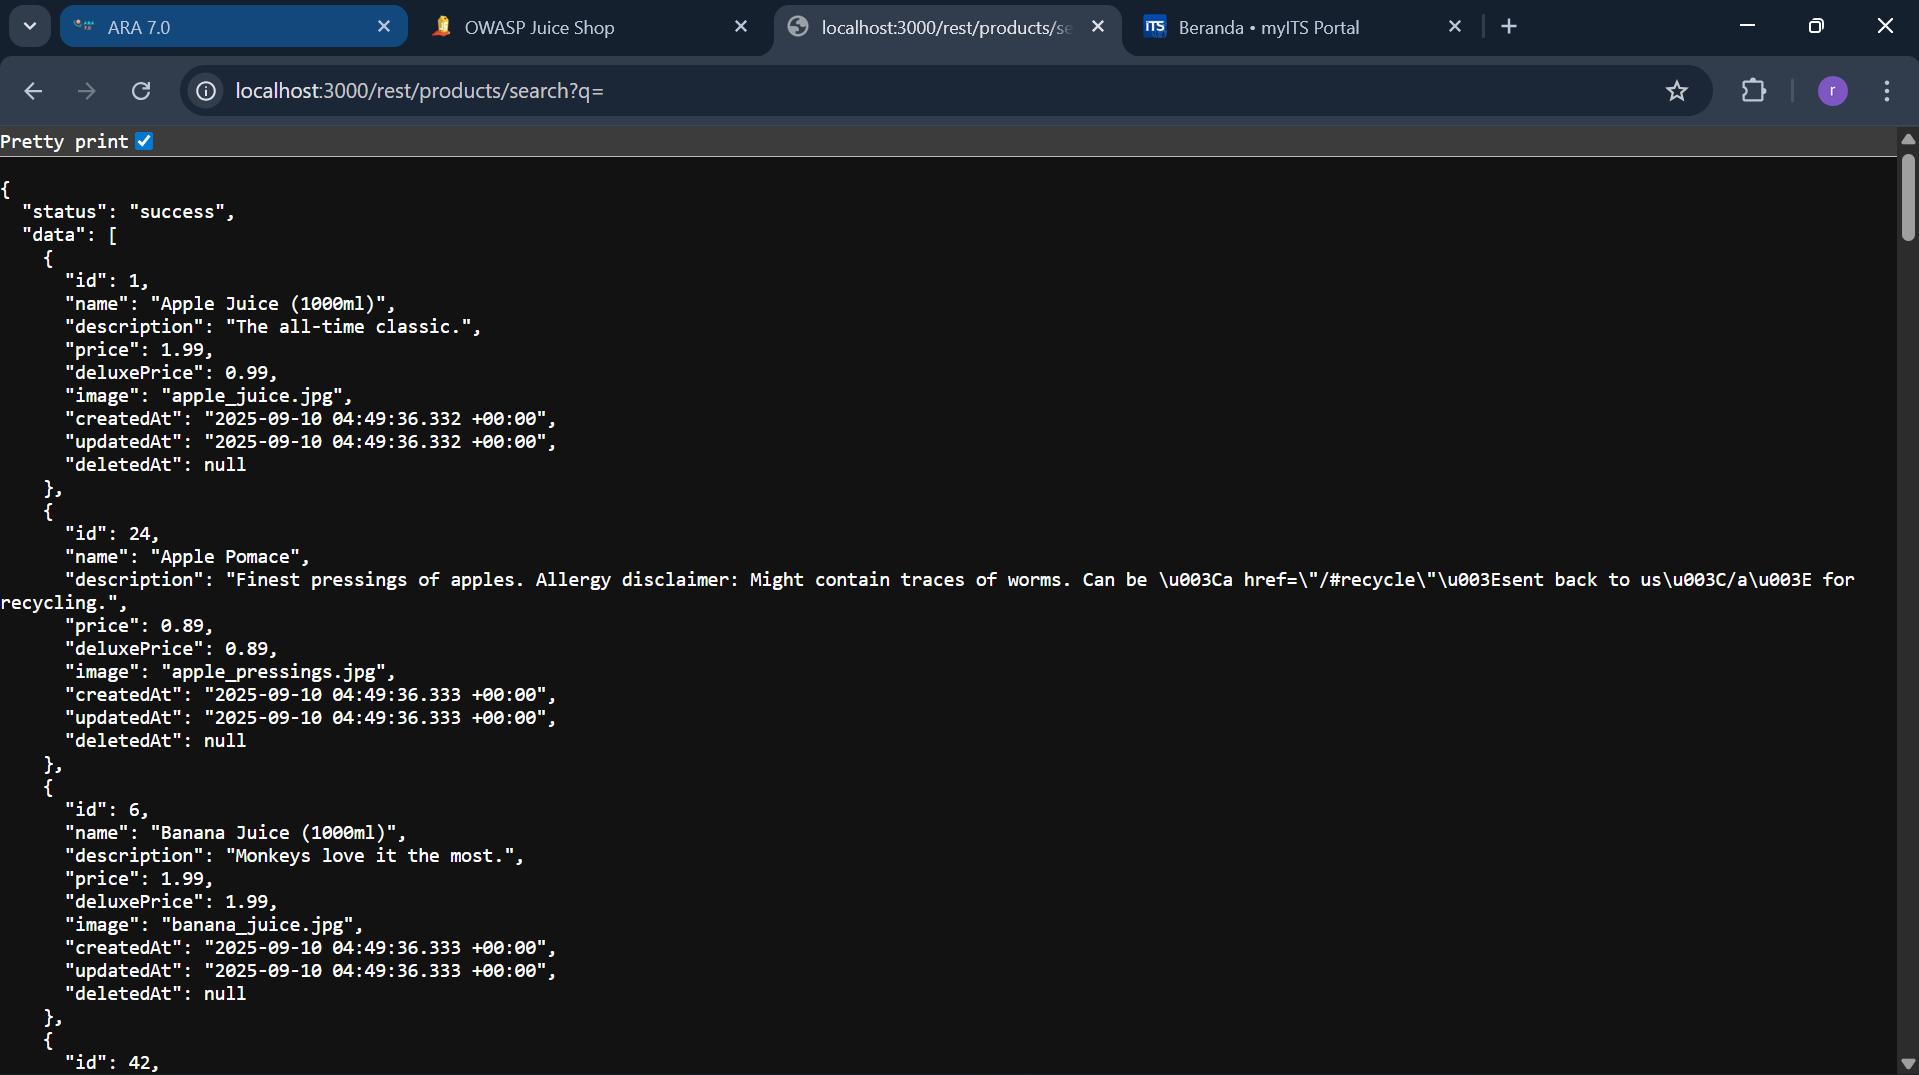 ARA 7.0
OWASP Juice Shop
localhost:3000/rest/products/se
Beranda • myITS Portal
localhost:3000/rest/products/search?q=
r
Pretty print
{
  "status": "success",
  "data": [
    {
      "id": 1,
      "name": "Apple Juice (1000ml)",
      "description": "The all-time classic.",
      "price": 1.99,
      "deluxePrice": 0.99,
      "image": "apple_juice.jpg",
      "createdAt": "2025-09-10 04:49:36.332 +00:00",
      "updatedAt": "2025-09-10 04:49:36.332 +00:00",
      "deletedAt": null
    },
    {
      "id": 24,
      "name": "Apple Pomace",
      "description": "Finest pressings of apples. Allergy disclaimer: Might contain traces of worms. Can be \u003Ca href=\"/#recycle\"\u003Esent back to us\u003C/a\u003E for
recycling.",
      "price": 0.89,
      "deluxePrice": 0.89,
      "image": "apple_pressings.jpg",
      "createdAt": "2025-09-10 04:49:36.333 +00:00",
      "updatedAt": "2025-09-10 04:49:36.333 +00:00",
      "deletedAt": null
    },
    {
      "id": 6,
      "name": "Banana Juice (1000ml)",
      "description": "Monkeys love it the most.",
      "price": 1.99,
      "deluxePrice": 1.99,
      "image": "banana_juice.jpg",
      "createdAt": "2025-09-10 04:49:36.333 +00:00",
      "updatedAt": "2025-09-10 04:49:36.333 +00:00",
      "deletedAt": null
    },
    {
      "id": 42,